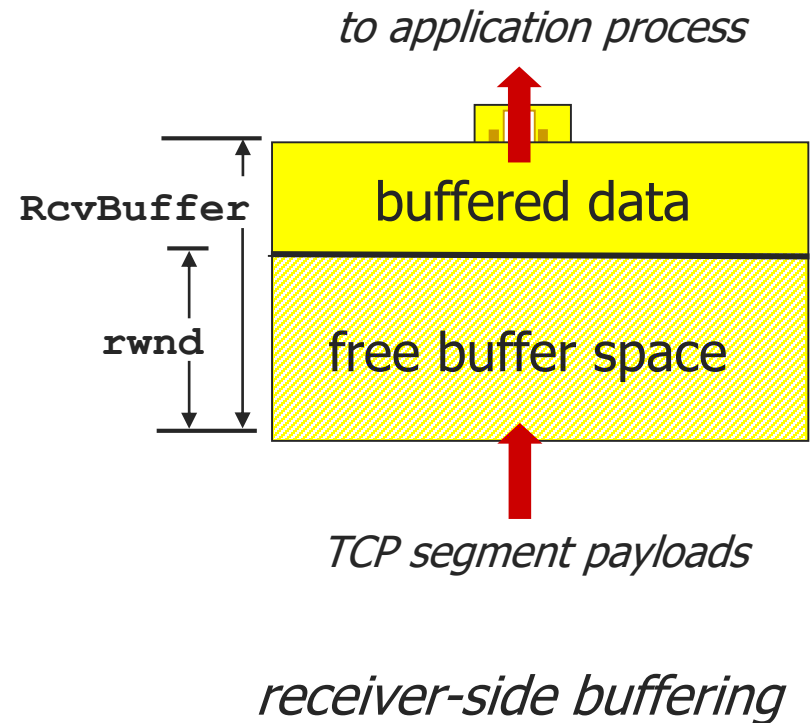 to application process
RcvBuffer
buffered data
rwnd
free buffer space
TCP segment payloads
receiver-side buffering